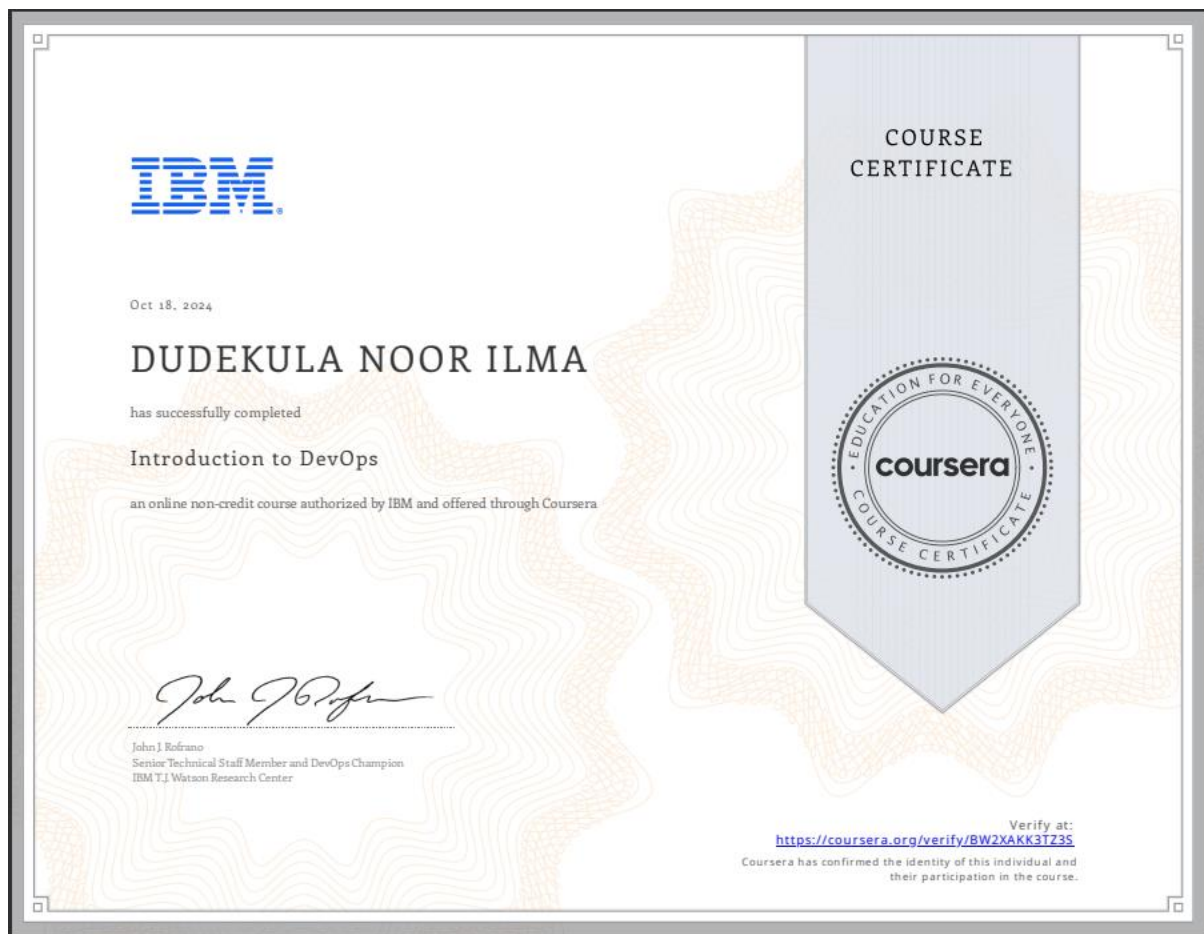 IBM®
COURSE
CERTIFICATE
Oct 18, 2024
DUDEKULA NOOR ILMA
has successfully completed
Introduction to DevOps
an online non-credit course authorized by IBM and offered through Coursera
EDUCATION FOR EVERYONE
coursera
COURSE CERTIFICATE
John J Rofrano
John J. Rofrano
Senior Technical Staff Member and DevOps Champion
IBM T.J. Watson Research Center
Verify at:
https://coursera.org/verify/BW2XAKK3TZ3S
Coursera has confirmed the identity of this individual and
their participation in the course.